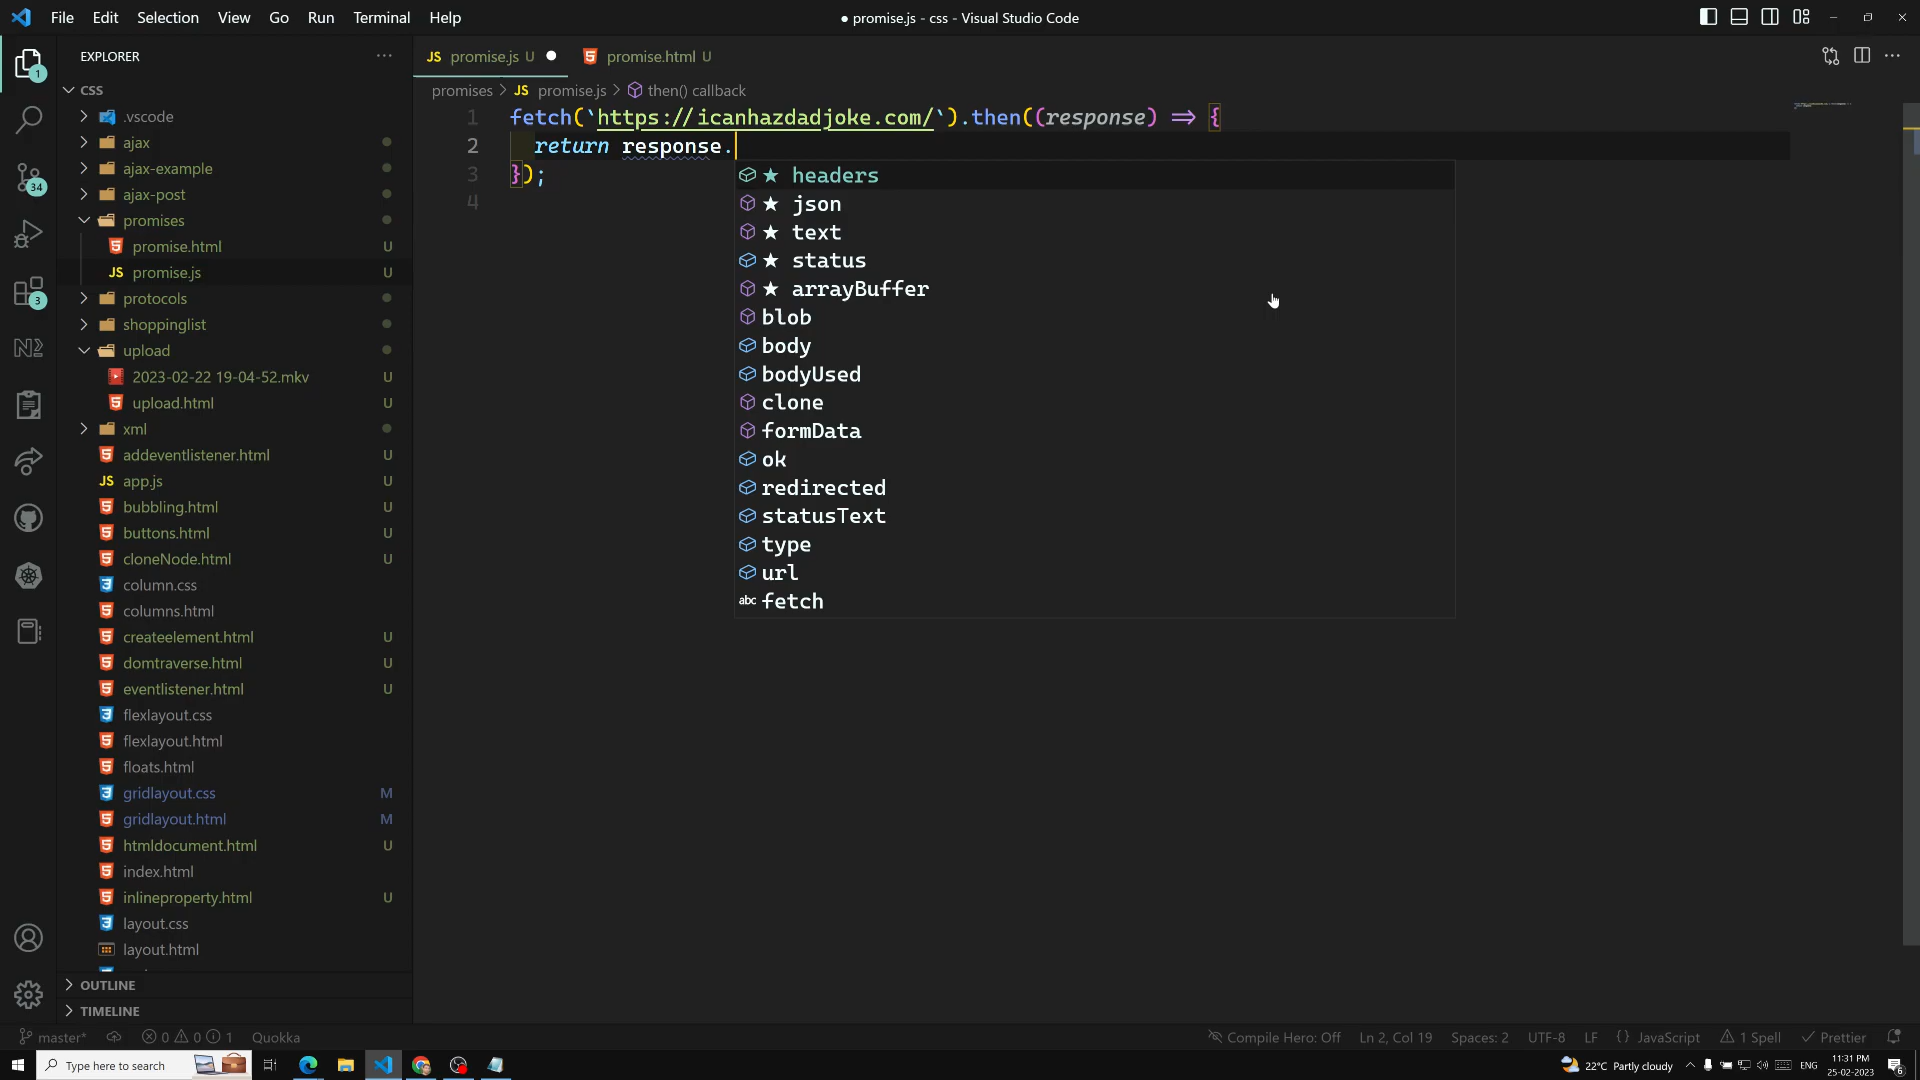 File Edit Selection View Go Run Terminal Help
● promise.js - css - Visual Studio Code
EXPLORER
JS promise.js U
promise.html U
promises > JS promise.js > then() callback
CSS
.vscode
ajax
ajax-example
ajax-post
promises
promise.html U
JS promise.js U
protocols
shoppinglist
upload
2023-02-22 19-04-52.mkv U
upload.html U
xml
addeventlistener.html U
JS app.js U
bubbling.html U
buttons.html U
cloneNode.html U
column.css
columns.html
createelement.html U
domtraverse.html U
eventlistener.html U
flexlayout.css
flexlayout.html
floats.html
gridlayout.css M
gridlayout.html M
htmldocument.html U
index.html
inlineproperty.html U
layout.css
layout.html
OUTLINE
TIMELINE
1
34
3
1 fetch(`https://icanhazdadjoke.com/`).then((response) => {
2 return response.
3 });
4
★ headers
★ json
★ text
★ status
★ arrayBuffer
blob
body
bodyUsed
clone
formData
ok
redirected
statusText
type
url
abc fetch
master* 0 0 1 Quokka
Compile Hero: Off Ln 2, Col 19 Spaces: 2 UTF-8 LF {} JavaScript 1 Spell Prettier
Type here to search
22°C Partly cloudy ENG
11:31 PM
25-02-2023
6